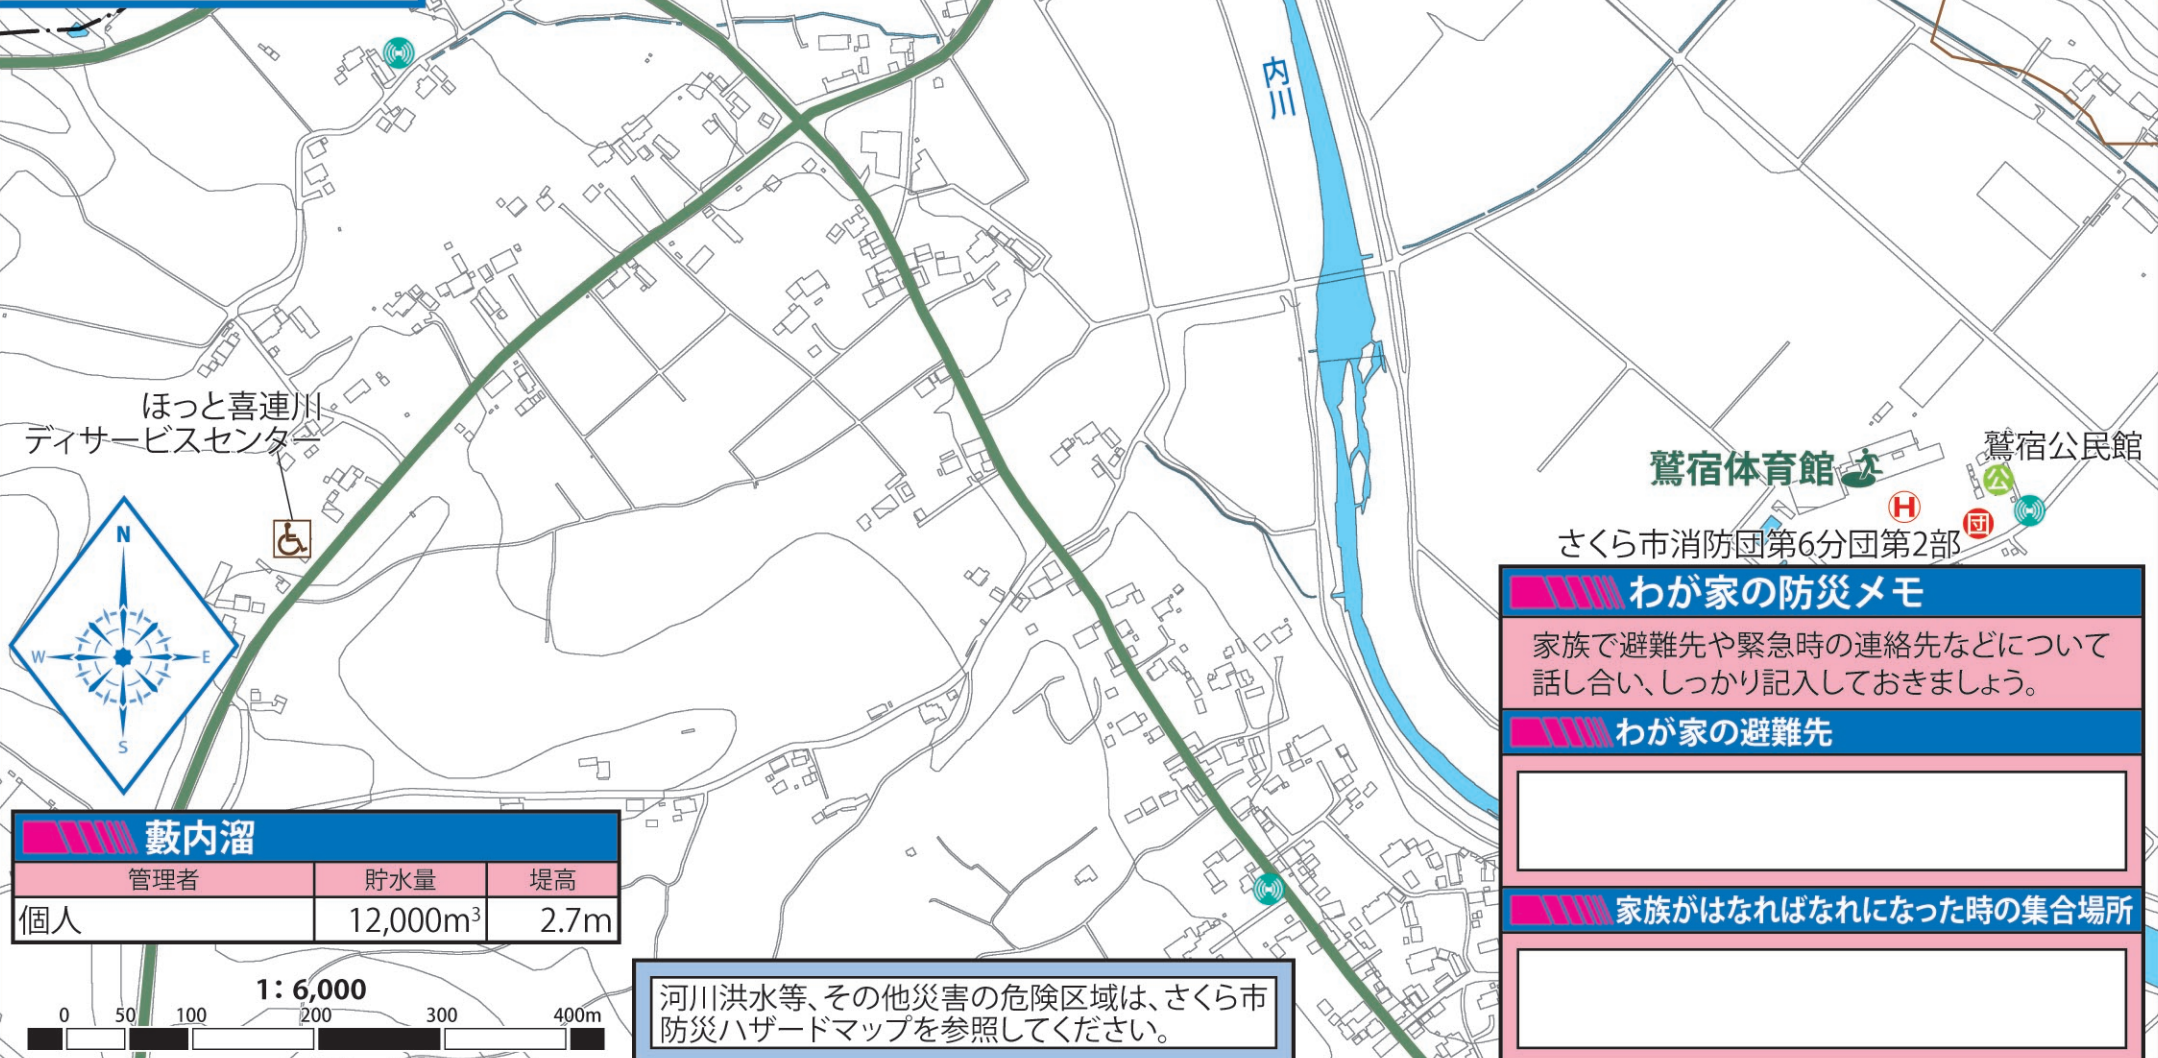 内川
ほっと喜連川
ディサービスセンター
鷲宿公民館
鷲宿体育館
公
H
団
さくら市消防団第6分団第2部
N
W
E
S
わが家の防災メモ
家族で避難先や緊急時の連絡先などについて
話し合い、しっかり記入しておきましょう。
わが家の避難先
家族がはなればなれになった時の集合場所
藪内溜
管理者 貯水量 堤高
個人 12,000m³ 2.7m
1：6,000
0 50 100 200 300 400m
河川洪水等、その他災害の危険区域は、さくら市
防災ハザードマップを参照してください。